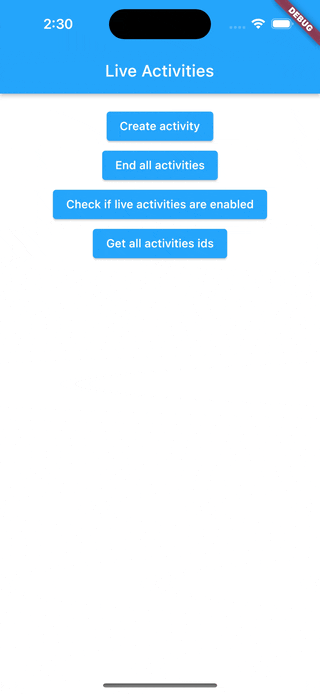 2:30
DEBUG
Live Activities
Create activity
End all activities
Check if live activities are enabled
Get all activities ids